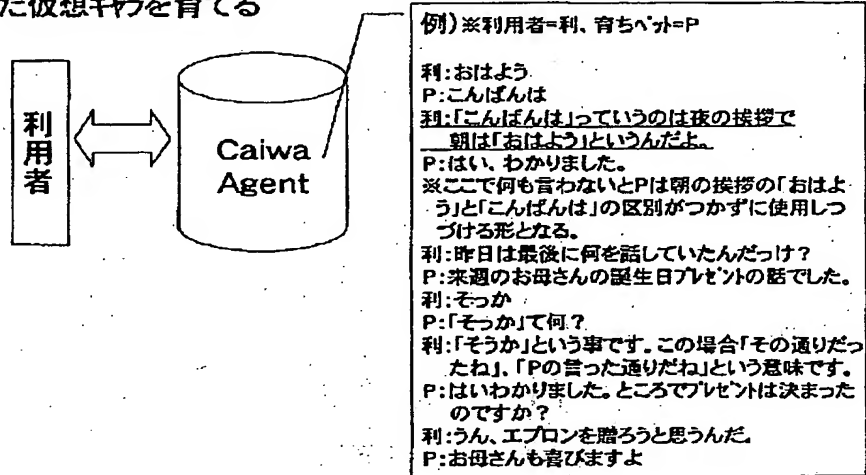 た仮想キャラを育てる
利用者
Caiwa
Agent
例)※利用者=利、育ちペット=P
利:おはよう
P:こんばんは
利:「こんばんは」っていうのは夜の挨拶で
朝は「おはよう」というんだよ。
P:はい、わかりました。
※ここで何も言わないとPは朝の挨拶の「おはよ
う」と「こんばんは」の区別がつかずに使用しつ
づける形となる。
利:昨日は最後に何を話していたんだっけ?
P:来週のお母さんの誕生日プレゼントの話でした。
利:そっか
P:「そっか」て何?
利:「そうか」という事です。この場合「その通りだっ
たね」、「Pの言った通りだね」という意味です。
P:はいわかりました。ところでプレゼントは決まった
のですか?
利:うん、エプロンを贈ろうと思うんだ。
P:お母さんも喜びますよ